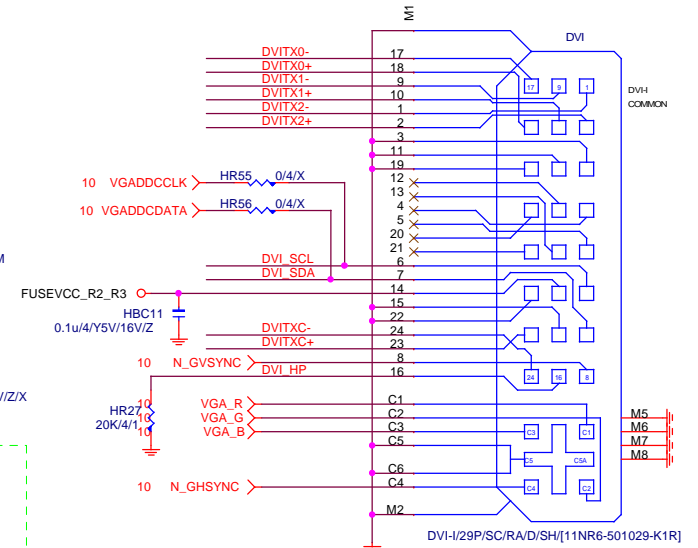 M1
DVI
DVI-I
COMMON
DVITX0- 17
DVITX0+ 18
DVITX1- 9
DVITX1+ 10
DVITX2- 1
DVITX2+ 2
17 9 1
3
11
19
12
10 VGADDCCLK HR55 0/4/X
13
10 VGADDCDATA HR56 0/4/X
4
5
20
21
M
DVI_SCL 6
DVI_SDA 7
FUSEVCC_R2_R3 14
15
HBC11
0.1u/4/Y5V/16V/Z
22
DVITXC- 24
DVITXC+ 23
10 N_GVSYNC 8
DVI_HP 16
24 16 8
/Z/X
HR27
20K/4/1
10 VGA_R C1
10 VGA_G C2
10 VGA_B C3
C3 C1
C5
C5 C5A
C6
10 N_GHSYNC C4
C4 C2
M2
M5
M6
M7
M8
DVI-I/29P/SC/RA/D/SH/[11NR6-501029-K1R]